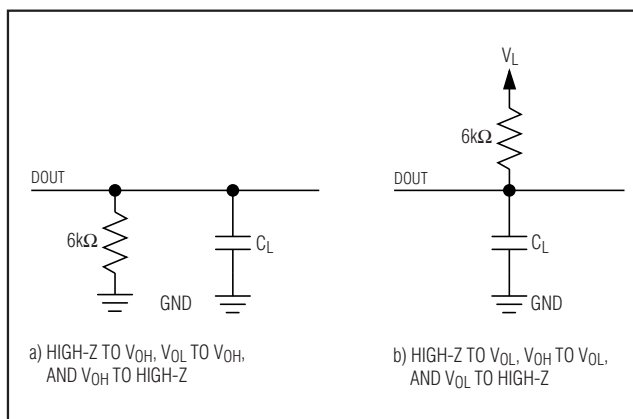 DOUT
6kΩ
C_L
GND
a) HIGH-Z TO V_OH, V_OL TO V_OH,
AND V_OH TO HIGH-Z
V_L
6kΩ
DOUT
C_L
GND
b) HIGH-Z TO V_OL, V_OH TO V_OL,
AND V_OL TO HIGH-Z